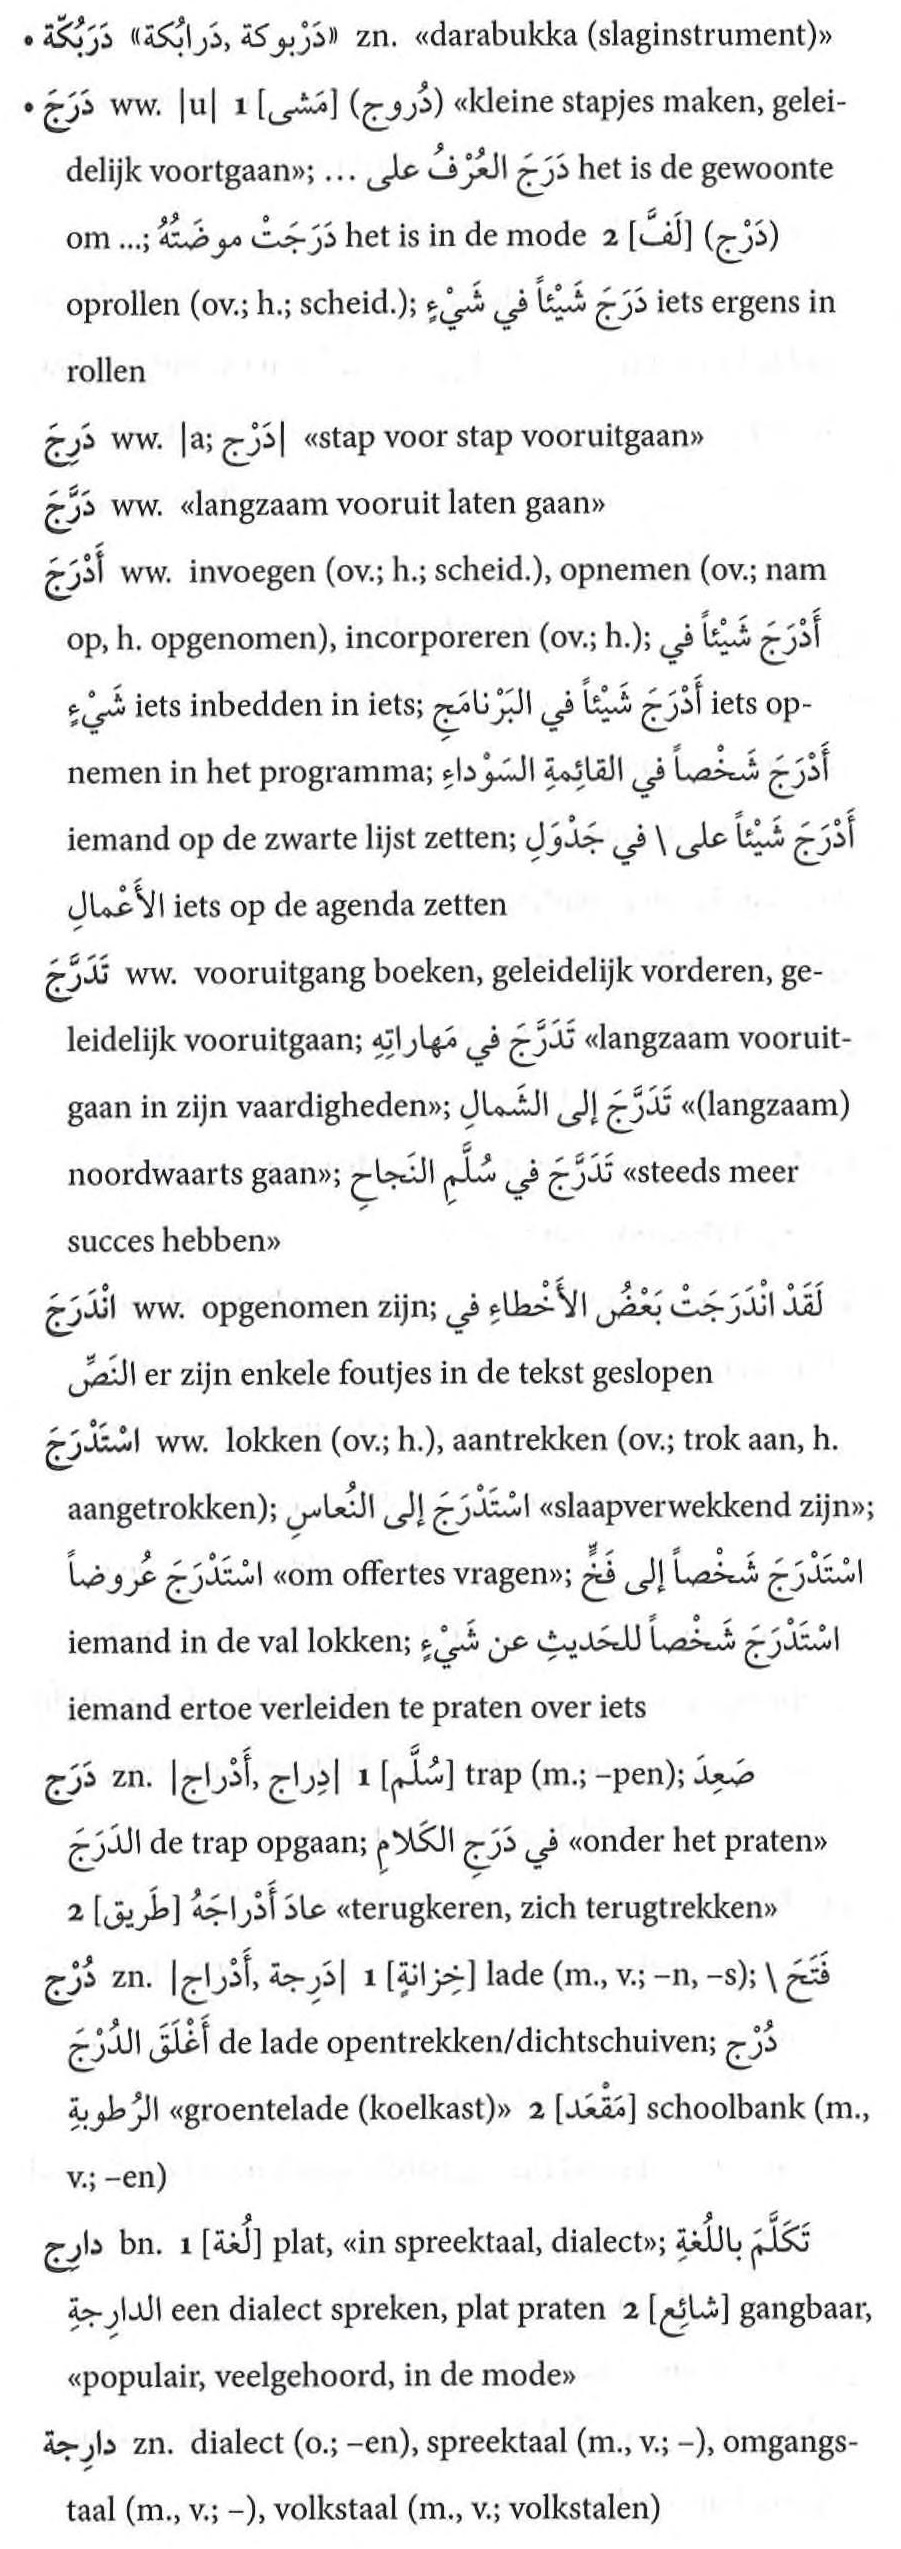 • دَرَبُكّة «دَرْبوكة, دَرابُكّة» zn. «darabukka (slaginstrument)»
• دَرَجَ ww. |u| 1 [مَشى] (دُروج) «kleine stapjes maken, gelei-
delijk voortgaan»; دَرَجَ العُرْفُ على ... het is de gewoonte
om ...; دَرَجَتْ موضَتُهُ het is in de mode 2 [لَفَّ] (دَرْج)
oprollen (ov.; h.; scheid.); دَرَجَ شَيْئاً في شَيْءٍ iets ergens in
rollen
دَرِجَ ww. |a; دَرْج| «stap voor stap vooruitgaan»
دَرَّجَ ww. «langzaam vooruit laten gaan»
أَدْرَجَ ww. invoegen (ov.; h.; scheid.), opnemen (ov.; nam
op, h. opgenomen), incorporeren (ov.; h.); أَدْرَجَ شَيْئاً في
شَيْءٍ iets inbedden in iets; أَدْرَجَ شَيْئاً في البَرْنامَجِ iets op-
nemen in het programma; أَدْرَجَ شَخْصاً في القائِمةِ السَوْداءِ
iemand op de zwarte lijst zetten; أَدْرَجَ شَيْئاً على \ في جَدْوَلِ
الأَعْمالِ iets op de agenda zetten
تَدَرَّجَ ww. vooruitgang boeken, geleidelijk vorderen, ge-
leidelijk vooruitgaan; تَدَرَّجَ في مَهاراتِهِ «langzaam vooruit-
gaan in zijn vaardigheden»; تَدَرَّجَ إلى الشَمالِ «(langzaam)
noordwaarts gaan»; تَدَرَّجَ في سُلَّمِ النَجاحِ «steeds meer
succes hebben»
انْدَرَجَ ww. opgenomen zijn; لَقَدْ انْدَرَجَتْ بَعْضُ الأَخْطاءِ في
النَصِّ er zijn enkele foutjes in de tekst geslopen
اسْتَدْرَجَ ww. lokken (ov.; h.), aantrekken (ov.; trok aan, h.
aangetrokken); اسْتَدْرَجَ إلى النُعاسِ «slaapverwekkend zijn»;
اسْتَدْرَجَ عُروضاً «om offertes vragen»; اسْتَدْرَجَ شَخْصاً إلى فَخٍّ
iemand in de val lokken; اسْتَدْرَجَ شَخْصاً للحَديثِ عن شَيْءٍ
iemand ertoe verleiden te praten over iets
دَرَج zn. |أَدْراج, دِراج| 1 [سُلَّم] trap (m.; –pen); صَعِدَ
الدَرَجَ de trap opgaan; في دَرَجِ الكَلامِ «onder het praten»
2 [طَريق] عادَ أَدْراجَهُ «terugkeren, zich terugtrekken»
دُرْج zn. |أَدْراج, دَرِجة| 1 [خِزانةٍ] lade (m., v.; –n, –s); فَتَحَ \
أَغْلَقَ الدُرْجَ de lade opentrekken/dichtschuiven; دُرْج
الرُطوبةِ «groentelade (koelkast)» 2 [مَقْعَد] schoolbank (m.,
v.; –en)
دارِج bn. 1 [لُغة] plat, «in spreektaal, dialect»; تَكَلَّمَ باللُغةِ
الدارِجةِ een dialect spreken, plat praten 2 [شائِع] gangbaar,
«populair, veelgehoord, in de mode»
دارِجة zn. dialect (o.; –en), spreektaal (m., v.; –), omgangs-
taal (m., v.; –), volkstaal (m., v.; volkstalen)